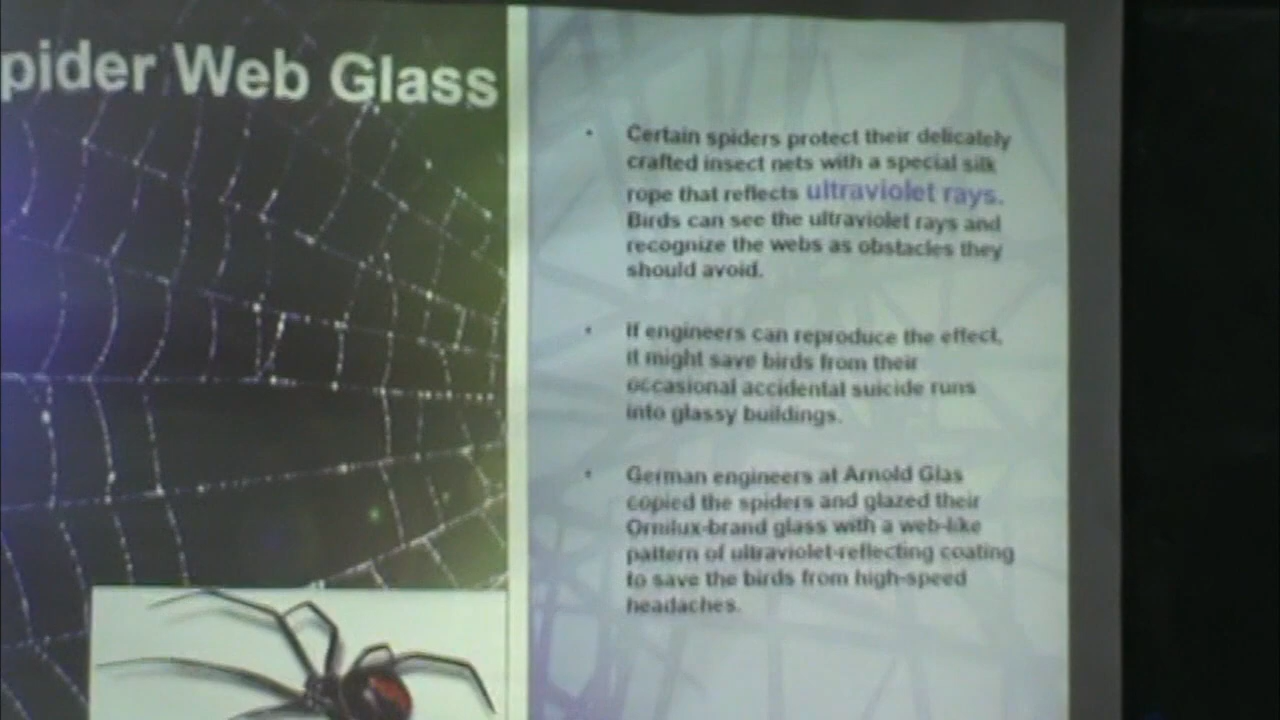 pider Web Glass
• Certain spiders protect their delicately
crafted insect nets with a special silk
rope that reflects ultraviolet rays.
Birds can see the ultraviolet rays and
recognize the webs as obstacles they
should avoid.
• If engineers can reproduce the effect,
it might save birds from their
occasional accidental suicide runs
into glassy buildings.
• German engineers at Arnold Glas
copied the spiders and glazed their
Ornilux-brand glass with a web-like
pattern of ultraviolet-reflecting coating
to save the birds from high-speed
headaches.